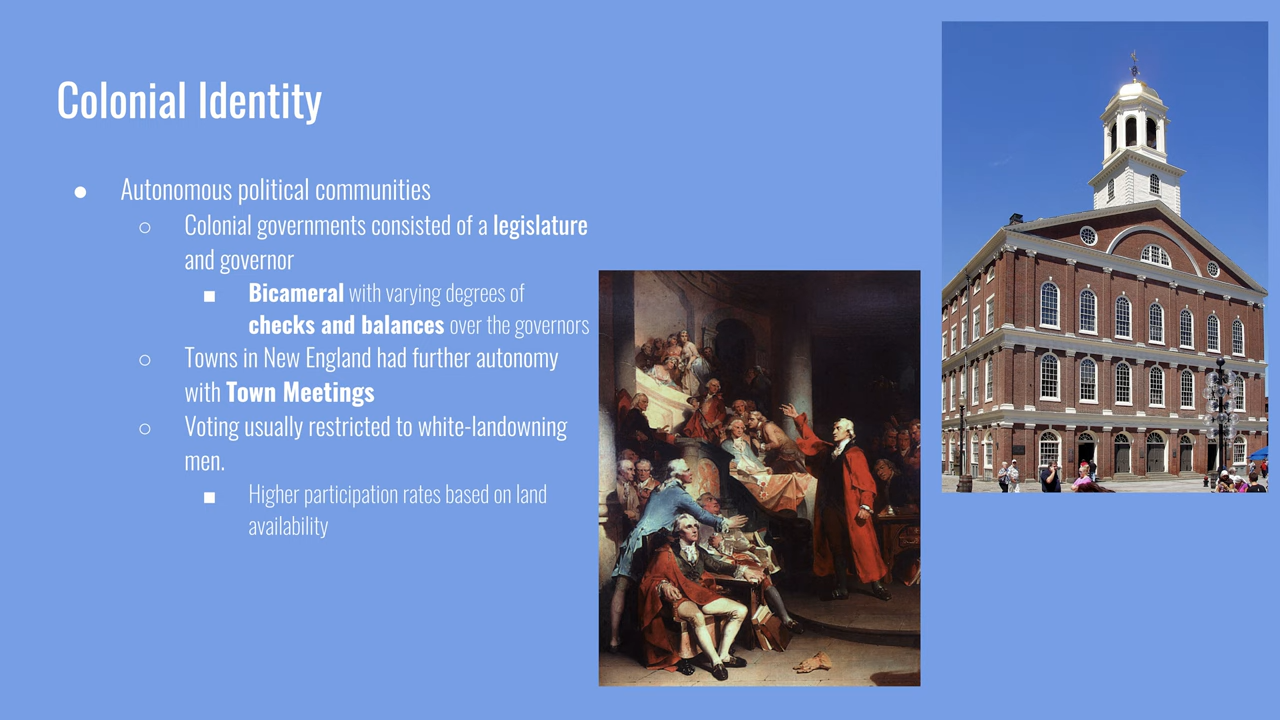 Colonial Identity
● Autonomous political communities
○ Colonial governments consisted of a legislature
and governor
■ Bicameral with varying degrees of
checks and balances over the governors
○ Towns in New England had further autonomy
with Town Meetings
○ Voting usually restricted to white-landowning
men.
■ Higher participation rates based on land
availability